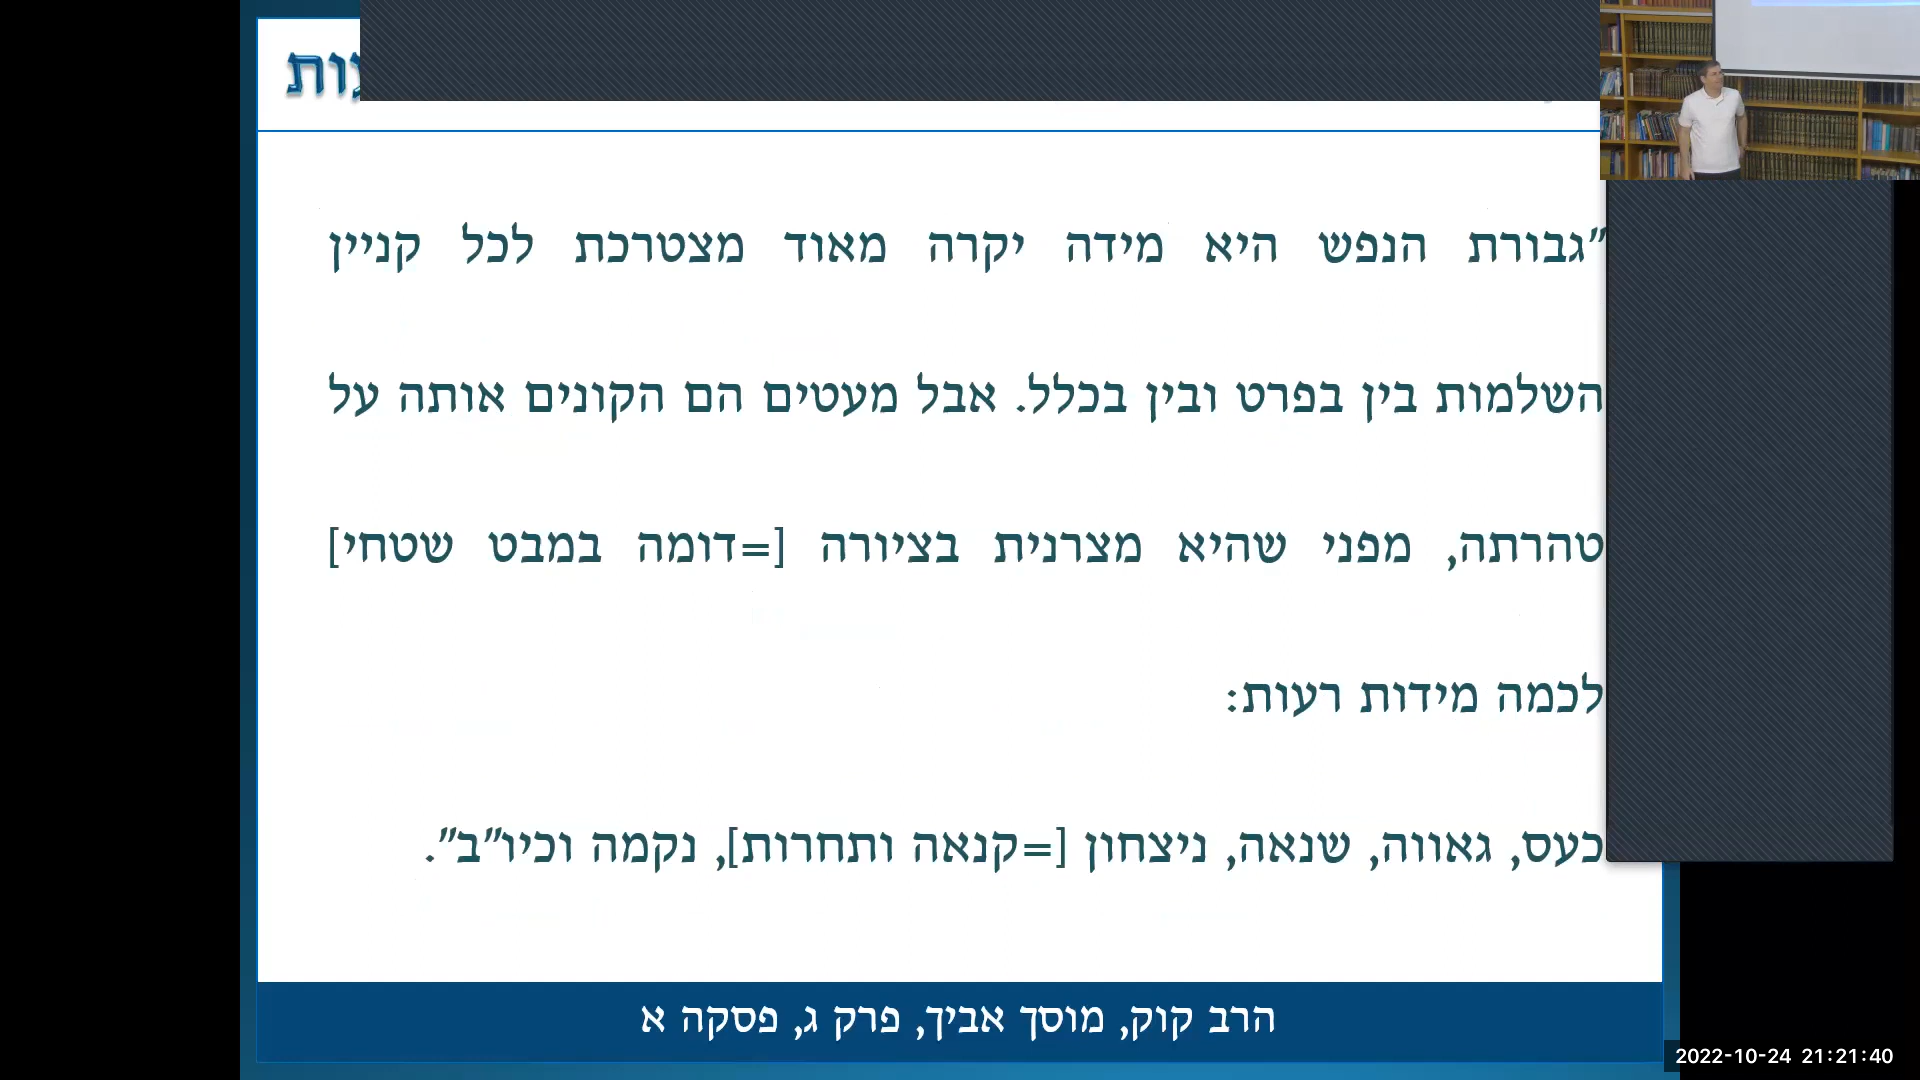 "גבורת הנפש היא מידה יקרה מאוד מצטרכת לכל קניין
השלמות בין בפרט ובין בכלל. אבל מעטים הם הקונים אותה על
טהרתה, מפני שהיא מצרנית בציורה [=דומה במבט שטחי]
לכמה מידות רעות:
כעס, גאווה, שנאה, ניצחון [=קנאה ותחרות], נקמה וכיו"ב".
הרב קוק, מוסך אביך, פרק ג, פסקה א
2022-10-24 21:21:40